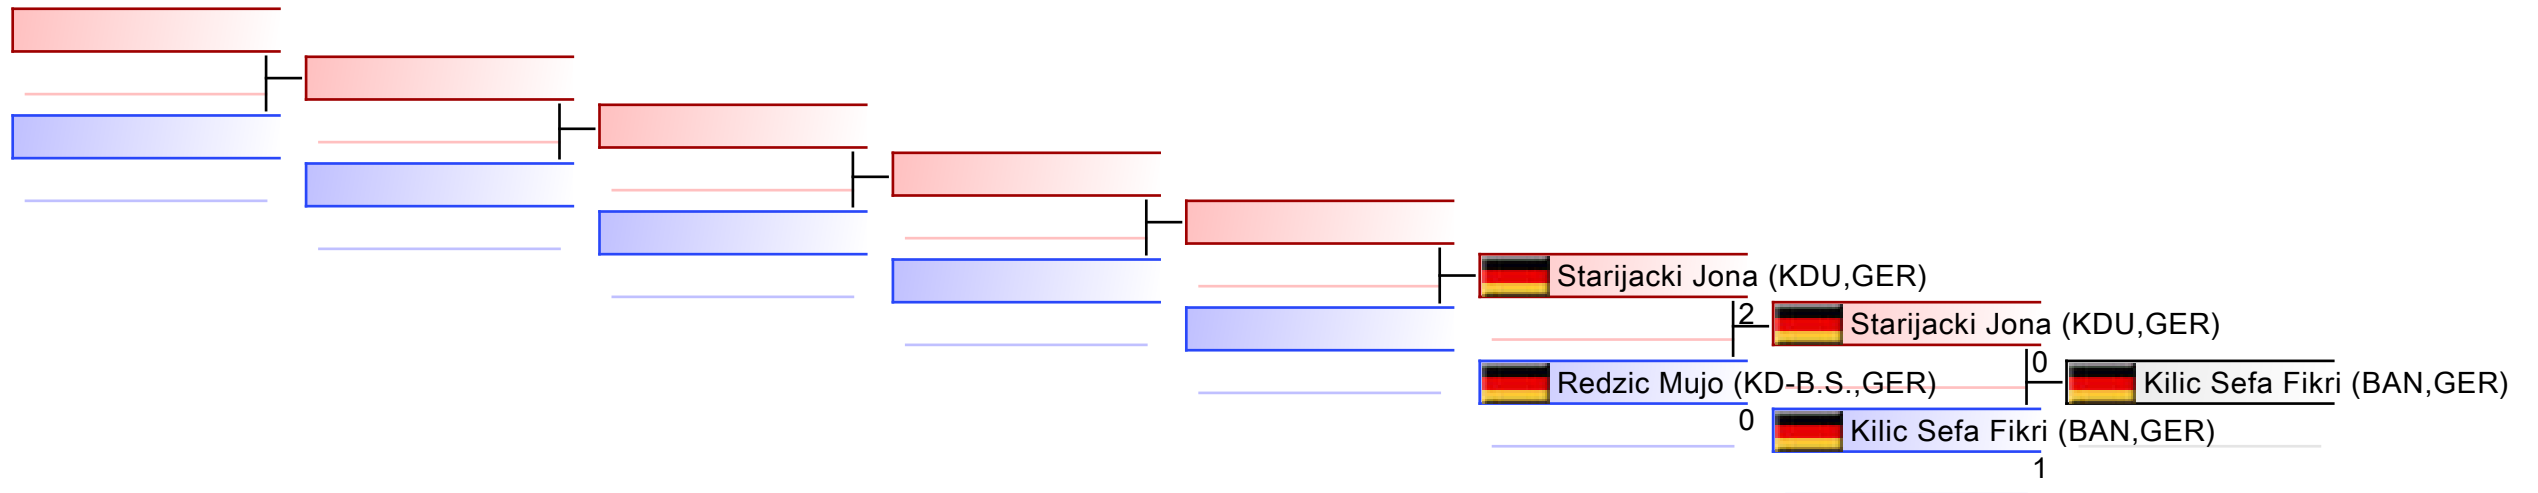 Starijacki Jona (KDU,GER)
2
Redzic Mujo (KD-B.S.,GER)
0
Starijacki Jona (KDU,GER)
0
Kilic Sefa Fikri (BAN,GER)
1
Kilic Sefa Fikri (BAN,GER)